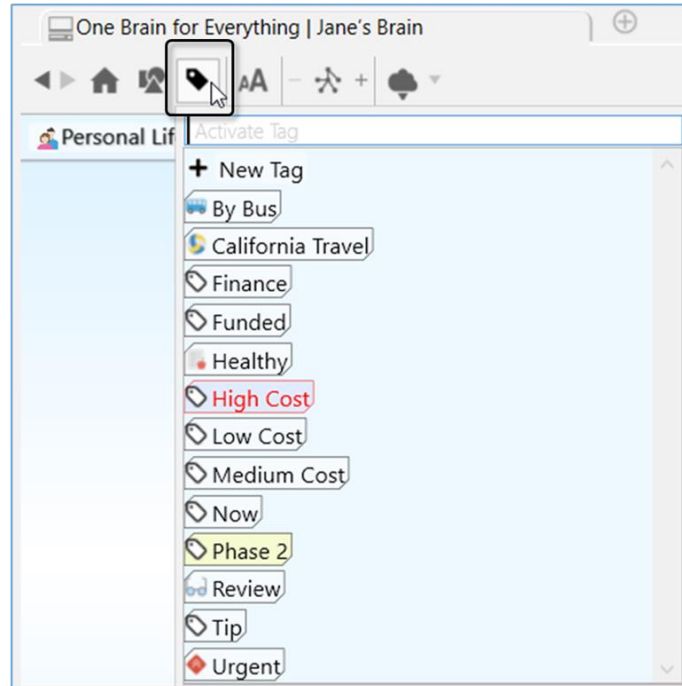 One Brain for Everything | Jane's Brain
AA
Personal Lif
Activate Tag
New Tag
By Bus
California Travel
Finance
Funded
Healthy
High Cost
Low Cost
Medium Cost
Now
Phase 2
Review
Tip
Urgent